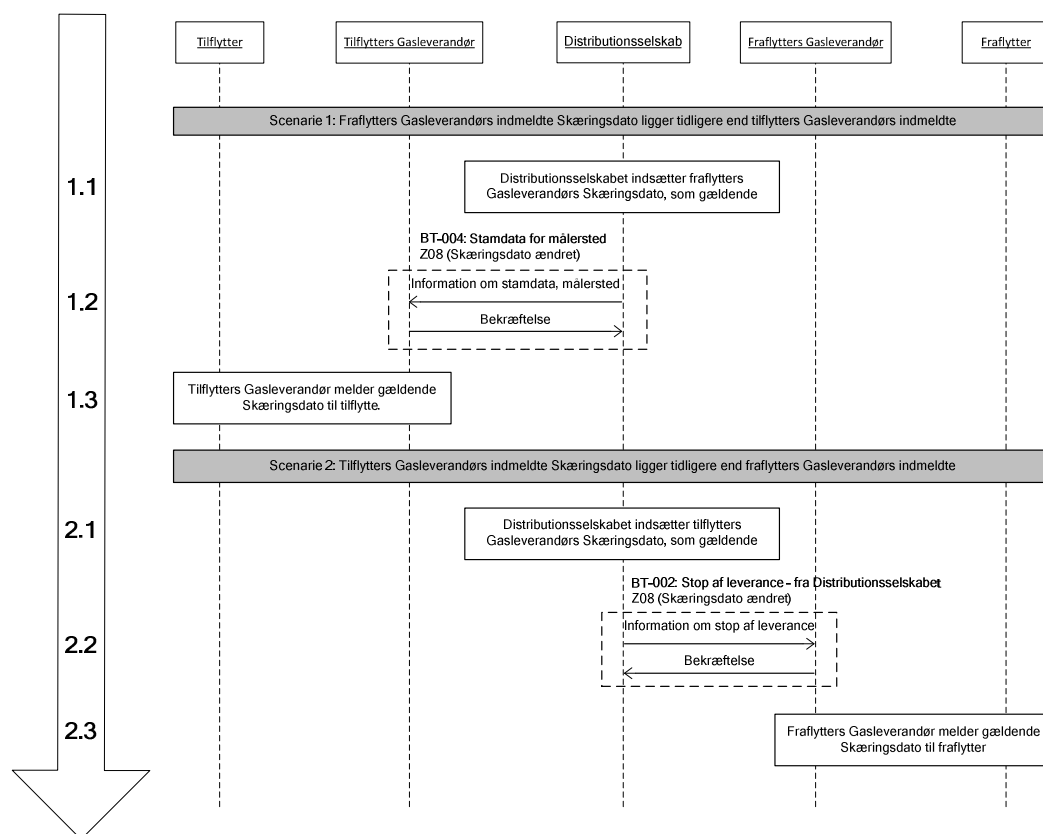 Tilflytter
Tilflytters Gasleverandør
Distributionsselskab
Fraflytters Gasleverandør
Fraflytter
Scenarie 1: Fraflytters Gasleverandørs indmeldte Skæringsdato ligger tidligere end tilflytters Gasleverandørs indmeldte
1.1
Distributionsselskabet indsætter fraflytters
Gasleverandørs Skæringsdato, som gældende
BT-004: Stamdata for målersted
Z08 (Skæringsdato ændret)
1.2
Information om stamdata, målersted
Bekræftelse
1.3
Tilflytters Gasleverandør melder gældende
Skæringsdato til tilflytte.
Scenarie 2: Tilflytters Gasleverandørs indmeldte Skæringsdato ligger tidligere end fraflytters Gasleverandørs indmeldte
2.1
Distributionsselskabet indsætter tilflytters
Gasleverandørs Skæringsdato, som gældende
BT-002: Stop af leverance - fra Distributionsselskabet
Z08 (Skæringsdato ændret)
2.2
Information om stop af leverance
Bekræftelse
2.3
Fraflytters Gasleverandør melder gældende
Skæringsdato til fraflytter